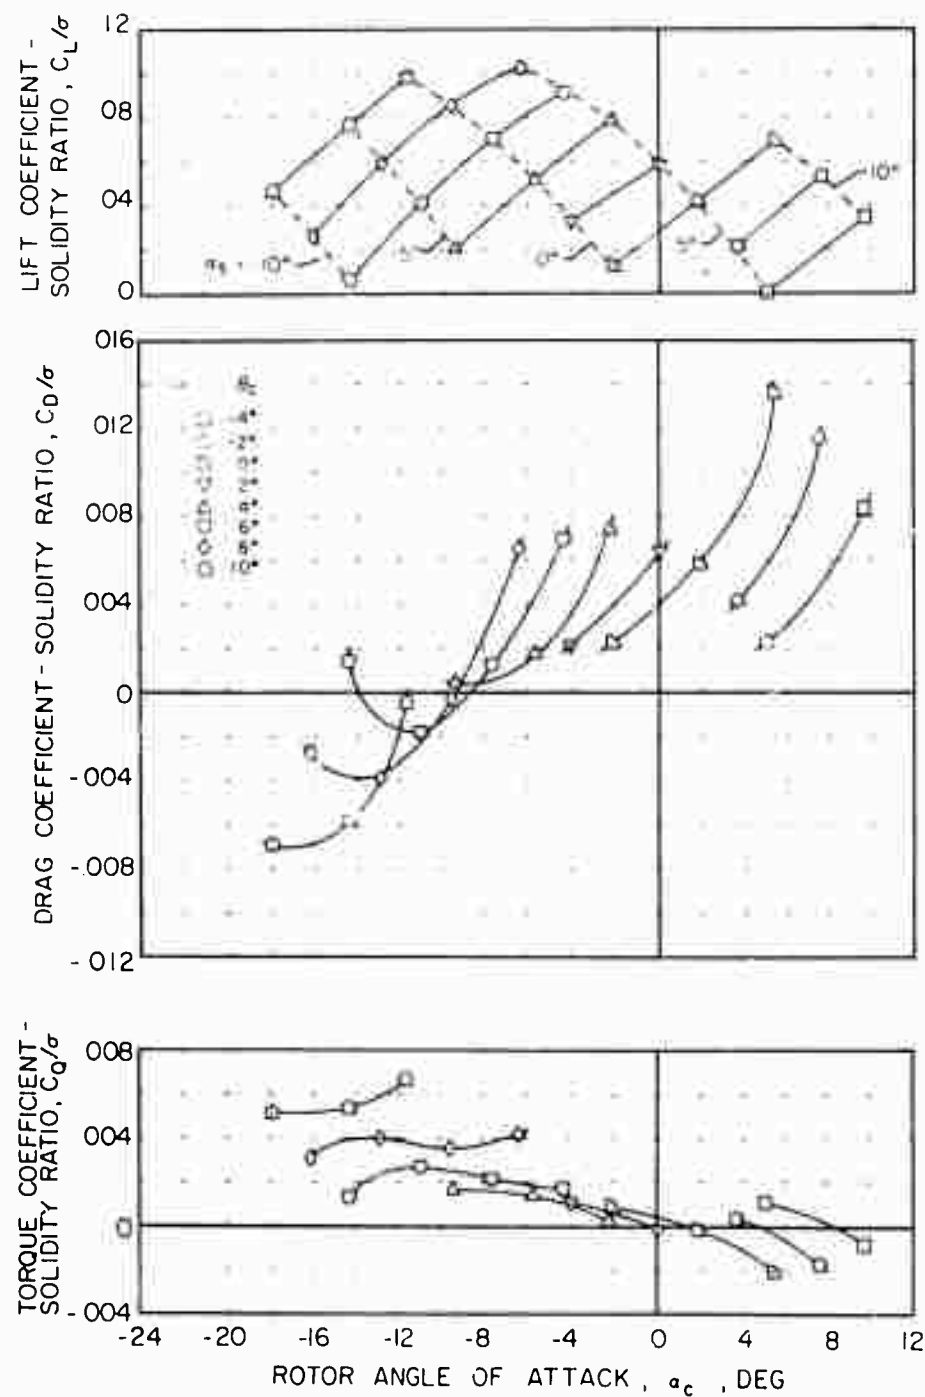 LIFT COEFFICIENT -
SOLIDITY RATIO, C_L/σ
12
08
04
0
10°
DRAG COEFFICIENT - SOLIDITY RATIO, C_D/σ
016
012
008
004
0
-.004
-.008
-.012
TORQUE COEFFICIENT -
SOLIDITY RATIO, C_Q/σ
008
004
0
-.004
-24 -20 -16 -12 -8 -4 0 4 8 12
ROTOR ANGLE OF ATTACK, α_c, DEG